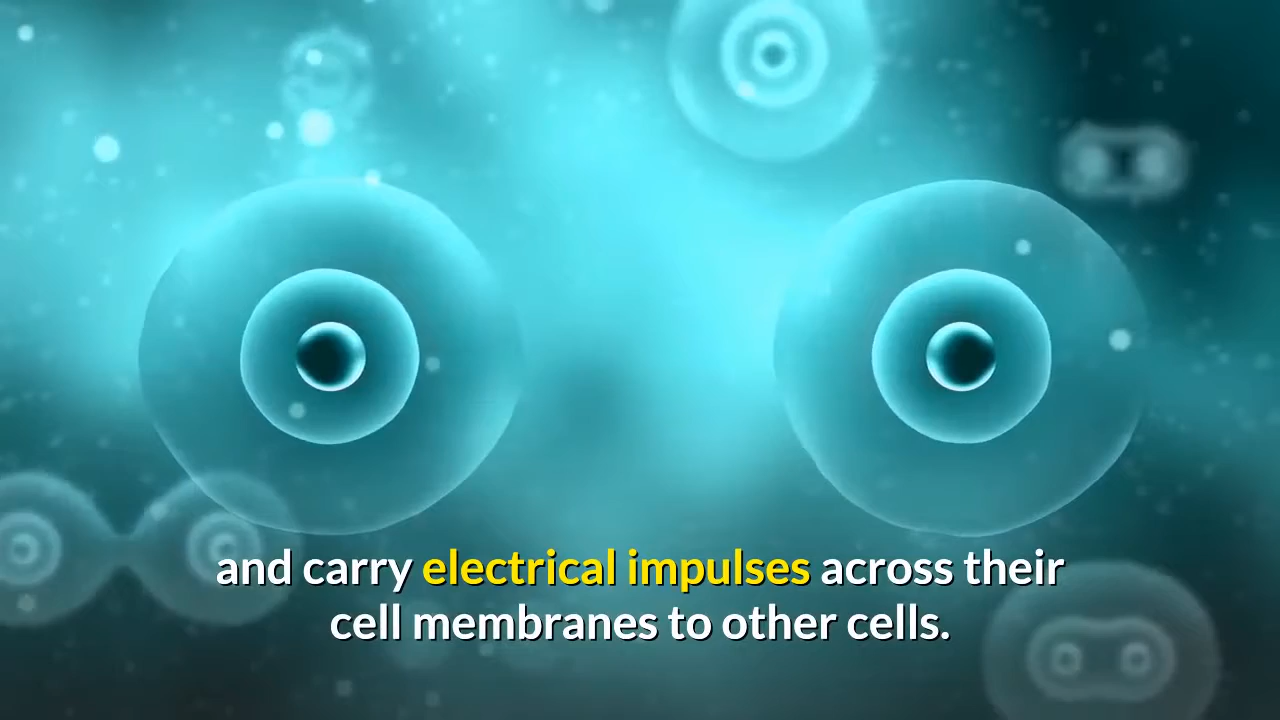 and carry electrical impulses across their
cell membranes to other cells.